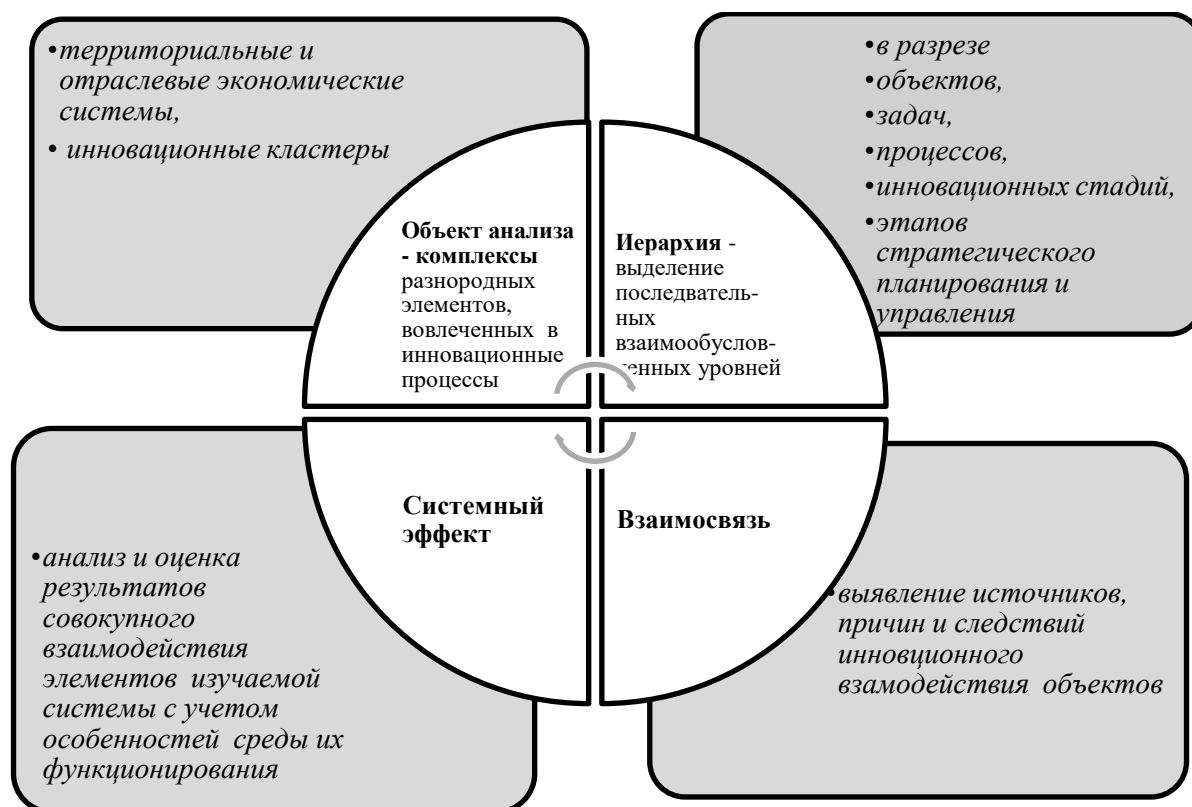 •территориальные и
отраслевые экономические
системы,
• инновационные кластеры
•в разрезе
•объектов,
•задач,
•процессов,
•инновационных стадий,
•этапов
стратегического
планирования и
управления
Объект анализа
- комплексы
разнородных
элементов,
вовлеченных в
инновационные
процессы
Иерархия -
выделение
последватель-
ных
взаимообуслов-
ленных уровней
Системный
эффект
Взаимосвязь
•анализ и оценка
результатов
совокупного
взаимодействия
элементов изучаемой
системы с учетом
особенностей среды их
функционирования
•выявление источников,
причин и следствий
инновционного
взамодействия объектов